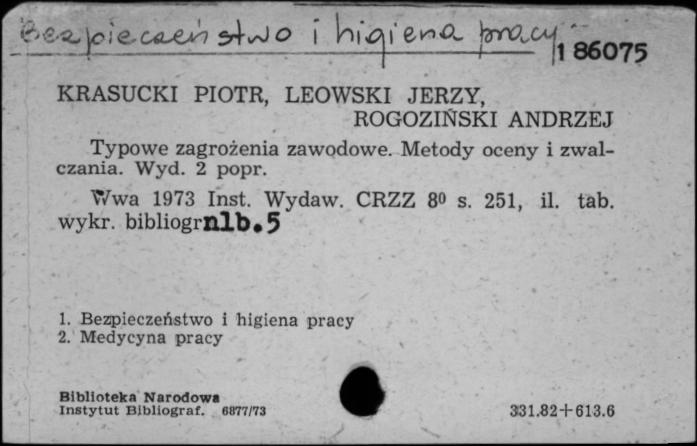 Bezpieczeństwo i higiena pracy
I 86075
KRASUCKI PIOTR, LEOWSKI JERZY,
ROGOZIŃSKI ANDRZEJ
Typowe zagrożenia zawodowe. Metody oceny i zwal-
czania. Wyd. 2 popr.
Wwa 1973 Inst. Wydaw. CRZZ 8⁰ s. 251, il. tab.
wykr. bibliogr nlb.5
1. Bezpieczeństwo i higiena pracy
2. Medycyna pracy
Biblioteka Narodowa
Instytut Bibliograf. 6877/73
331.82+613.6